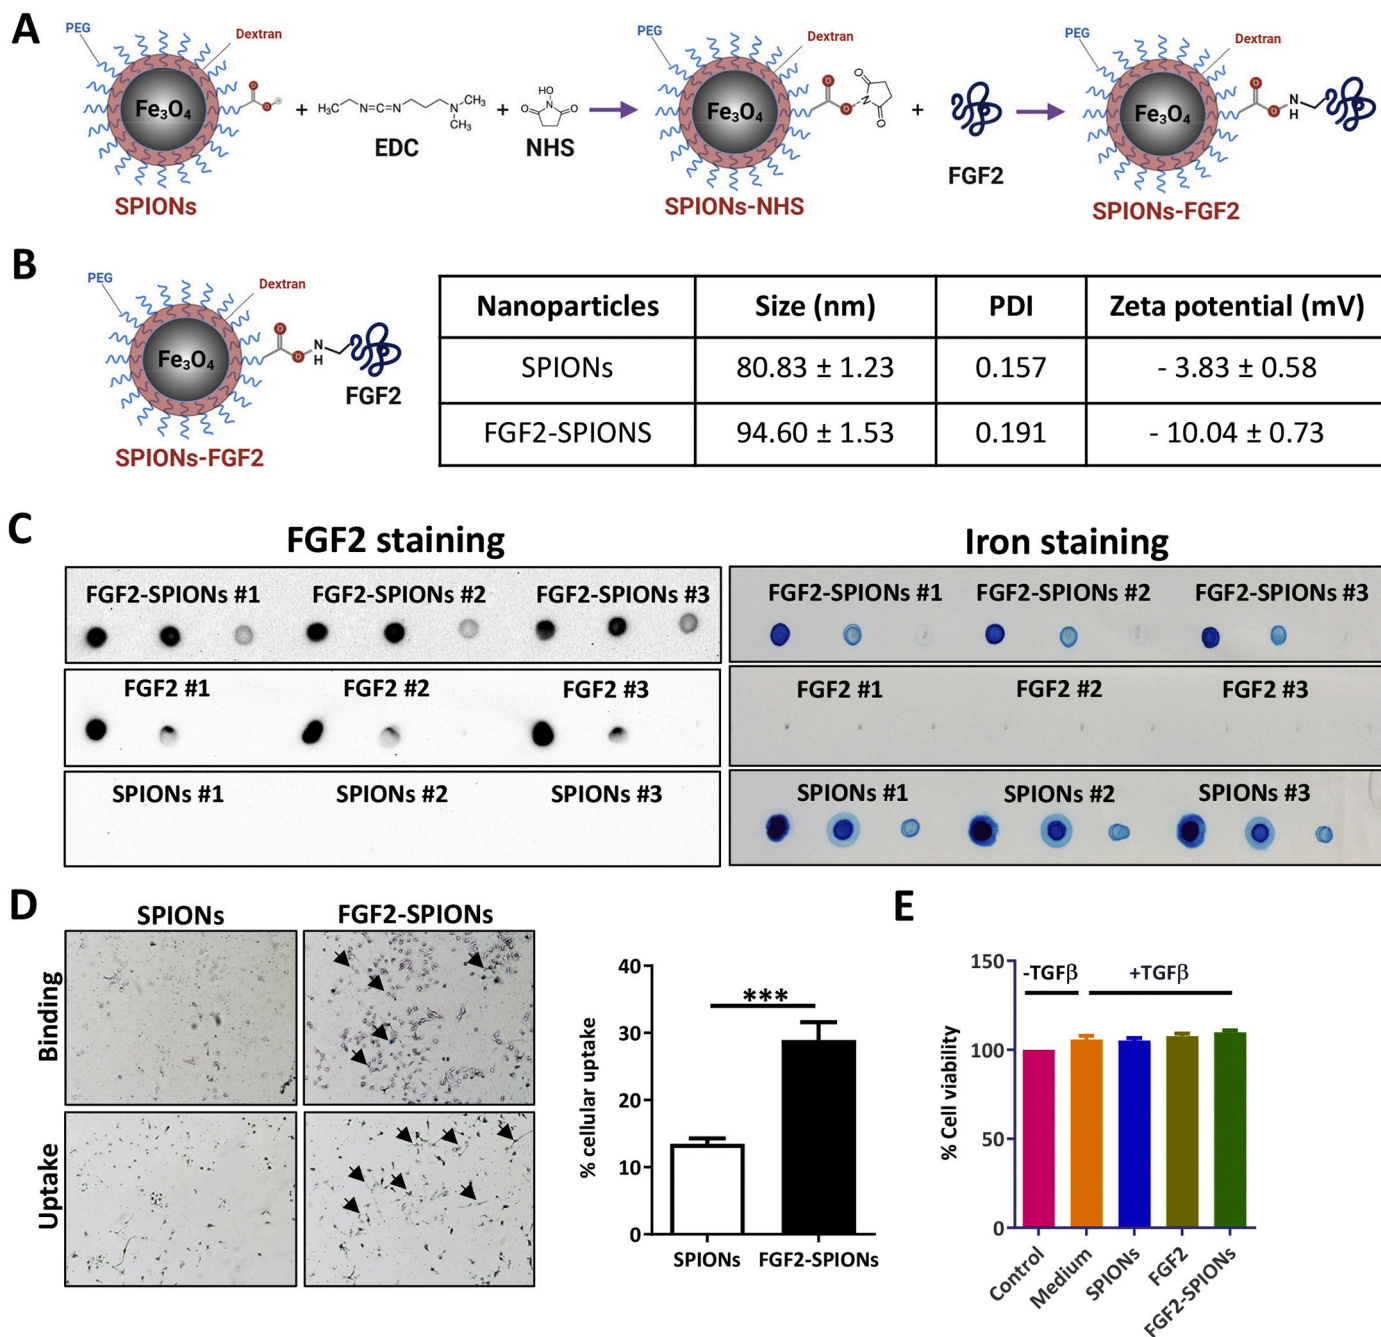 A
PEG
Dextran
Fe₃O₄
O
O
H
SPIONs
+
H₃C
N=C=N
N
CH₃
CH₃
EDC
+
HO
N
O
O
NHS
PEG
Dextran
Fe₃O₄
O
O
N
O
O
SPIONs-NHS
+
FGF2
PEG
Dextran
Fe₃O₄
O
O
N
H
SPIONs-FGF2
B
PEG
Dextran
Fe₃O₄
O
O
N
H
FGF2
SPIONs-FGF2
Nanoparticles Size (nm) PDI Zeta potential (mV)
SPIONs 80.83 ± 1.23 0.157 - 3.83 ± 0.58
FGF2-SPIONS 94.60 ± 1.53 0.191 - 10.04 ± 0.73
C
FGF2 staining
FGF2-SPIONs #1 FGF2-SPIONs #2 FGF2-SPIONs #3
FGF2 #1 FGF2 #2 FGF2 #3
SPIONs #1 SPIONs #2 SPIONs #3
Iron staining
FGF2-SPIONs #1 FGF2-SPIONs #2 FGF2-SPIONs #3
FGF2 #1 FGF2 #2 FGF2 #3
SPIONs #1 SPIONs #2 SPIONs #3
D
SPIONs FGF2-SPIONs
Binding
Uptake
% cellular uptake
40
30
20
10
0
***
SPIONs FGF2-SPIONs
E
% Cell viability
150
100
50
0
-TGFβ +TGFβ
Control
Medium
SPIONs
FGF2
FGF2-SPIONs